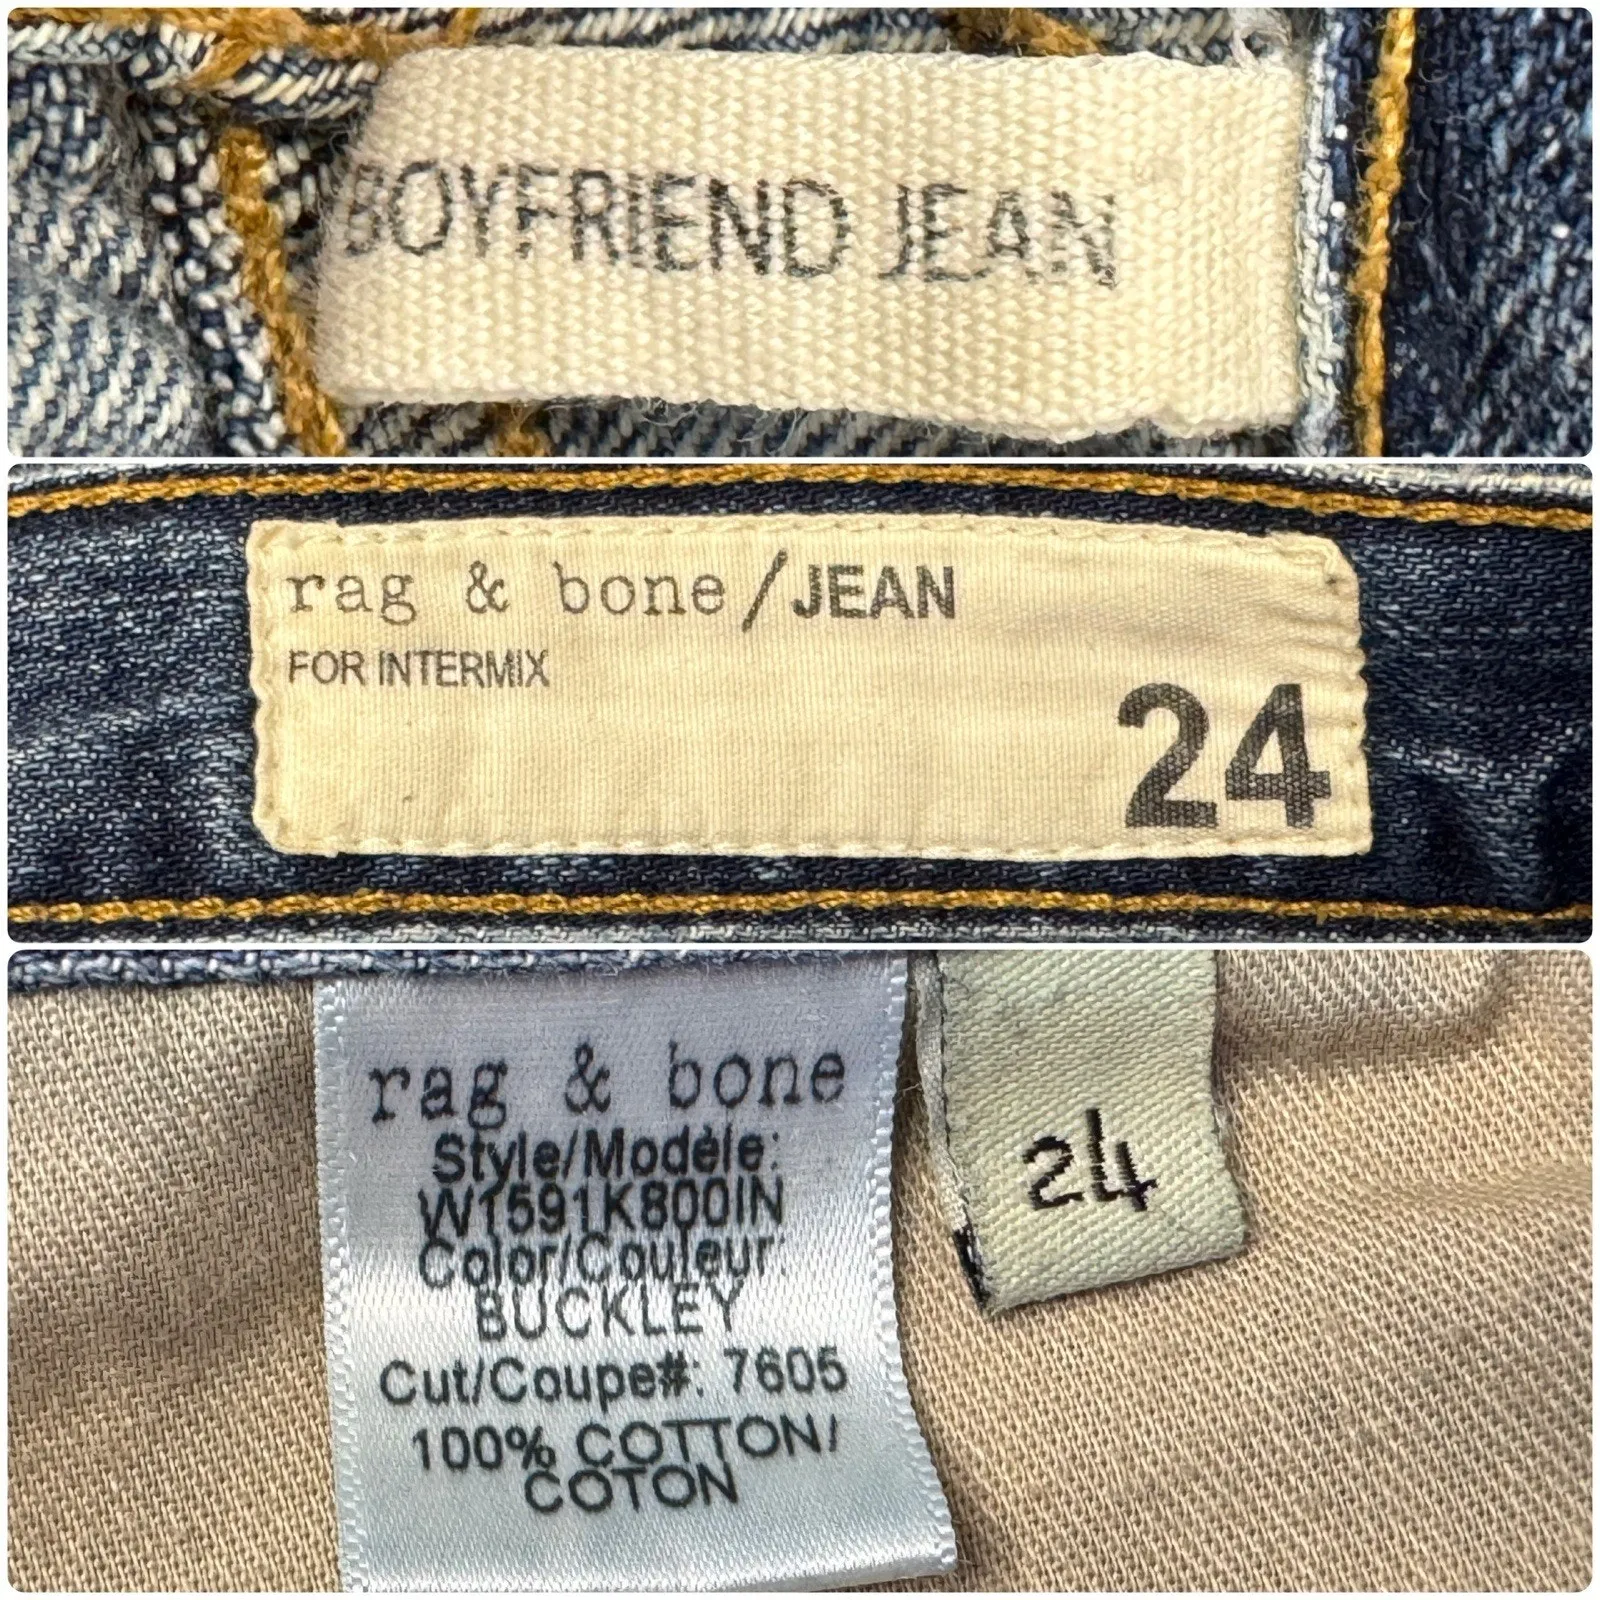 BOYFRIEND JEAN
rag & bone/JEAN
FOR INTERMIX
24
rag & bone
Style/Modèle:
W1591K800IN
Color/Couleur:
BUCKLEY
Cut/Coupe#: 7605
100% COTTON/
COTON
24